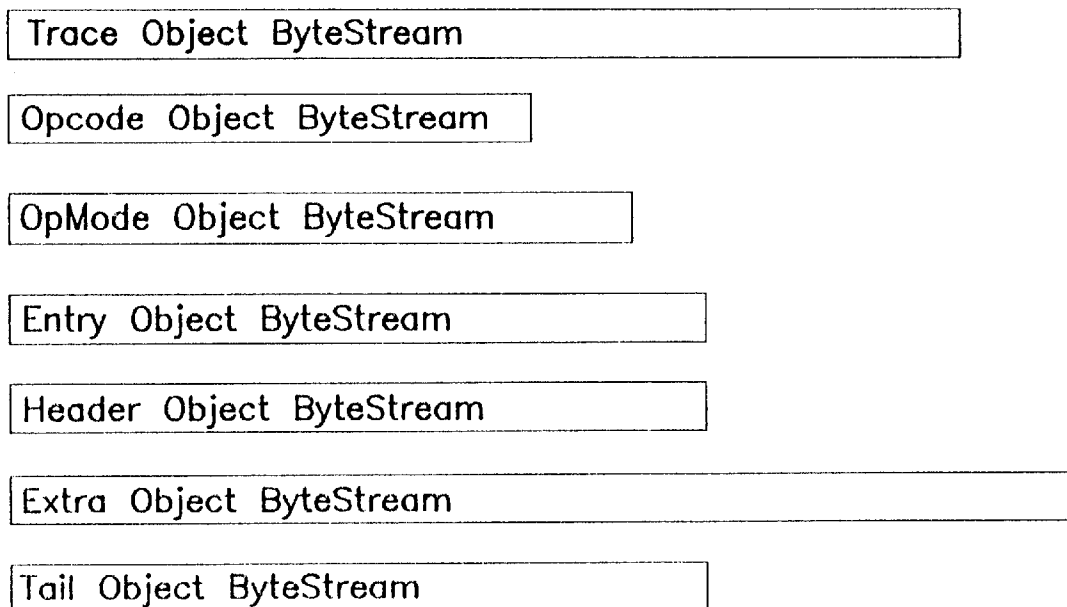 Trace Object ByteStream
Opcode Object ByteStream
OpMode Object ByteStream
Entry Object ByteStream
Header Object ByteStream
Extra Object ByteStream
Tail Object ByteStream